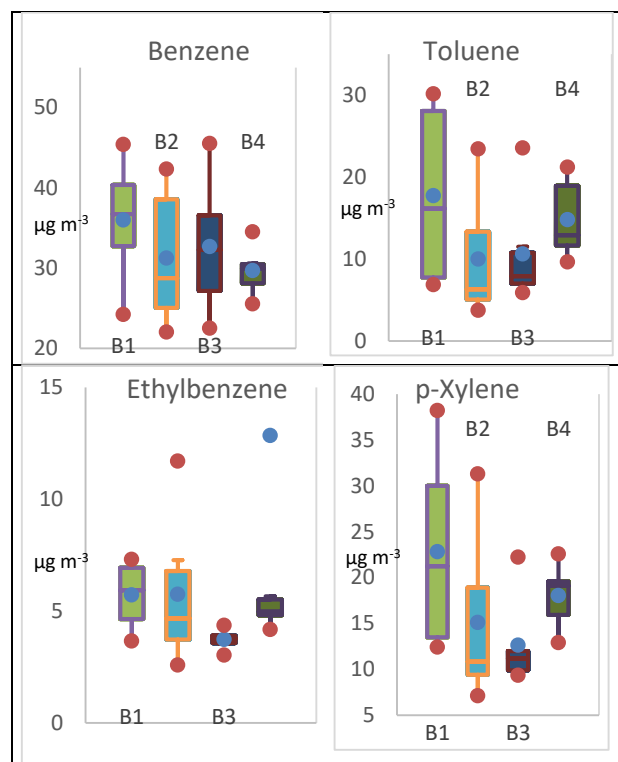 Benzene
50
B2
B4
40
µg m-3
30
20
B1
B3
Toluene
30
B2
B4
20
µg m-3
10
0
B1
B3
Ethylbenzene
15
10
µg m-3
5
0
B1
B3
p-Xylene
40
35
B2
B4
30
25
µg m-3
20
15
10
5
B1
B3